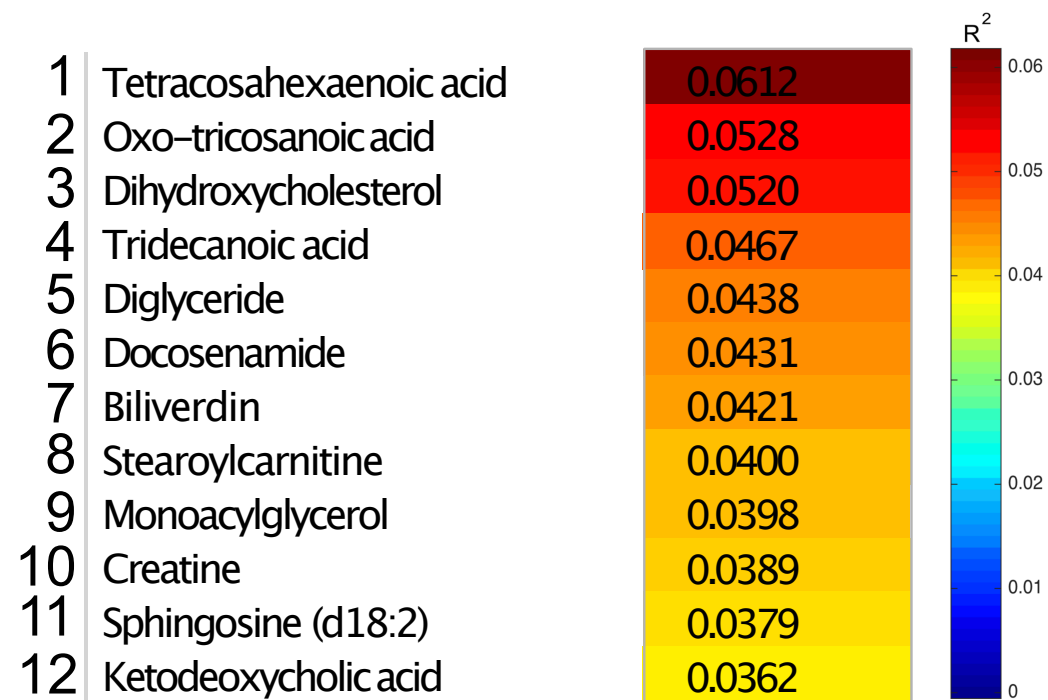 R²
1 Tetracosahexaenoic acid 0.0612
2 Oxo-tricosanoic acid 0.0528
3 Dihydroxycholesterol 0.0520
4 Tridecanoic acid 0.0467
5 Diglyceride 0.0438
6 Docosenamide 0.0431
7 Biliverdin 0.0421
8 Stearoylcarnitine 0.0400
9 Monoacylglycerol 0.0398
10 Creatine 0.0389
11 Sphingosine (d18:2) 0.0379
12 Ketodeoxycholic acid 0.0362
0.06
0.05
0.04
0.03
0.02
0.01
0